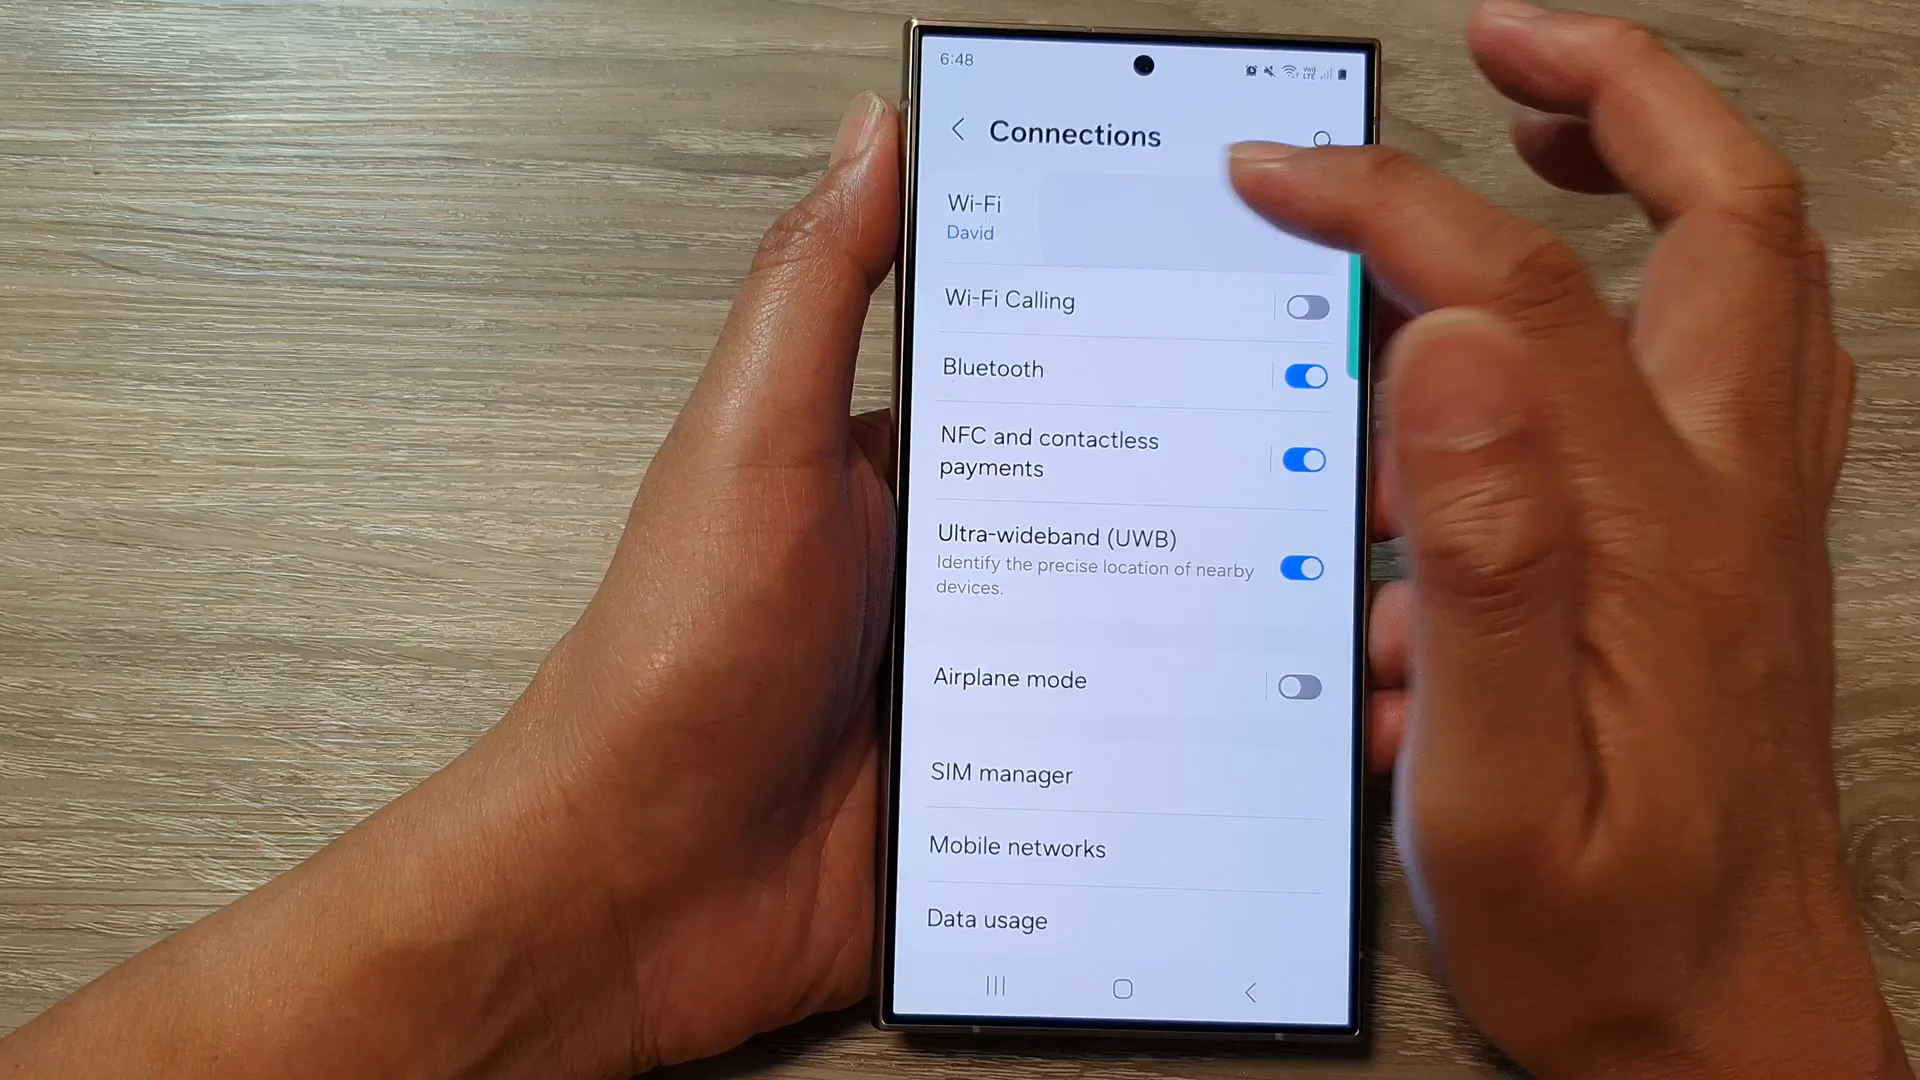 6:48
Connections
Wi-Fi
David
Wi-Fi Calling
Bluetooth
NFC and contactless
payments
Ultra-wideband (UWB)
Identify the precise location of nearby
devices.
Airplane mode
SIM manager
Mobile networks
Data usage